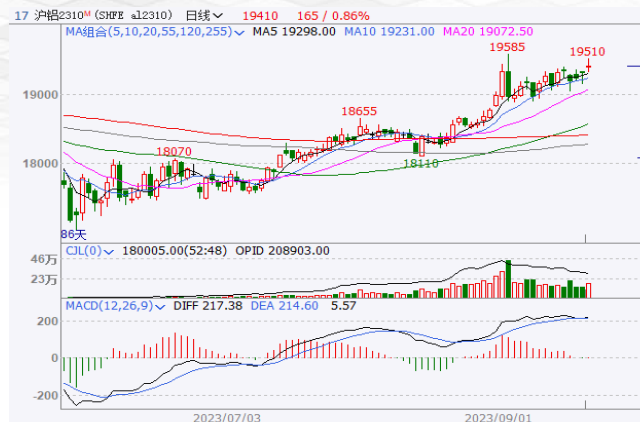 17 沪铝2310M (SHFE al2310) 日线 19410 165 / 0.86%
MA组合(5,10,20,55,120,255) MA5 19298.00 MA10 19231.00 MA20 19072.50
19585
19510
19000
18655
18070
18000
18110
86天
CJL(0) 180005.00(52:48) OPID 208903.00
46万
23万
MACD(12,26,9) DIFF 217.38 DEA 214.60 5.57
200
0
-200
2023/07/03 2023/09/01